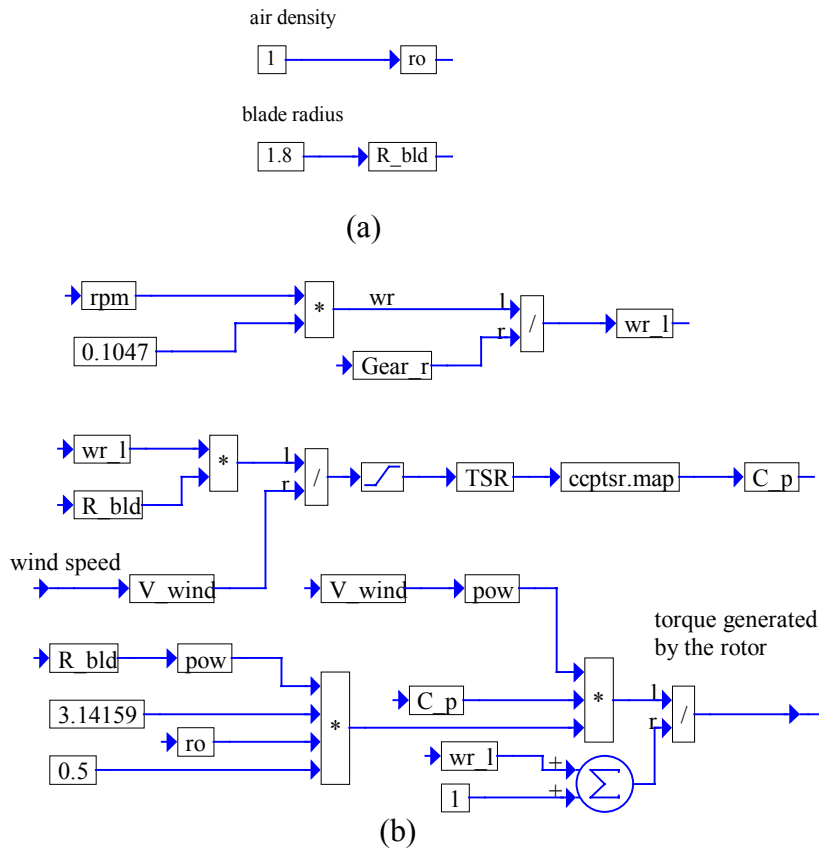 air density
1
ro
blade radius
1.8
R_bld
(a)
rpm
*
wr
l
r
/
wr_l
0.1047
Gear_r
wr_l
*
R_bld
l
r
/
TSR
ccptsr.map
C_p
wind speed
V_wind
V_wind
pow
torque generated
by the rotor
R_bld
pow
3.14159
ro
0.5
*
C_p
*
l
r
/
wr_l
+
1
+
Σ
(b)